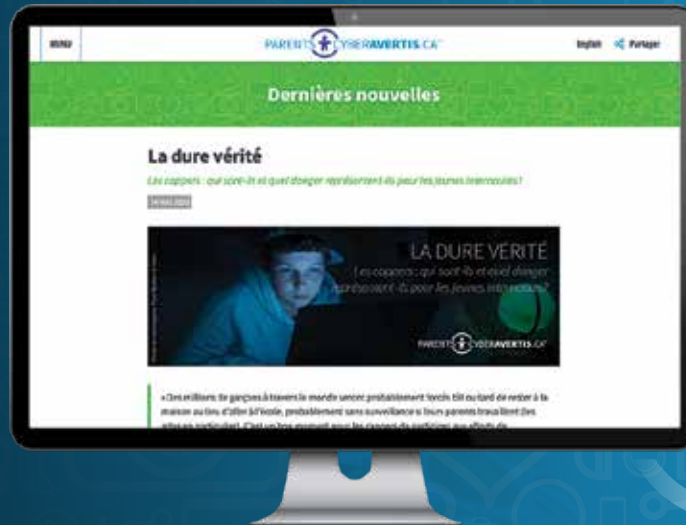 MENU
PARENTSCYBERAVERTIS.CA
English
Partager
Dernières nouvelles
La dure vérité
Les cappers : qui sont-ils et quel danger représentent-ils pour les jeunes internautes?
LA DURE VÉRITÉ
Les cappers : qui sont-ils et quel danger
représentent-ils pour les jeunes internautes?
PARENTSCYBERAVERTIS.CA
« Des millions de garçons à travers le monde seront probablement forcés tôt ou tard de rester à la
maison au lieu d'aller à l'école, probablement sans surveillance si leurs parents travaillent (les